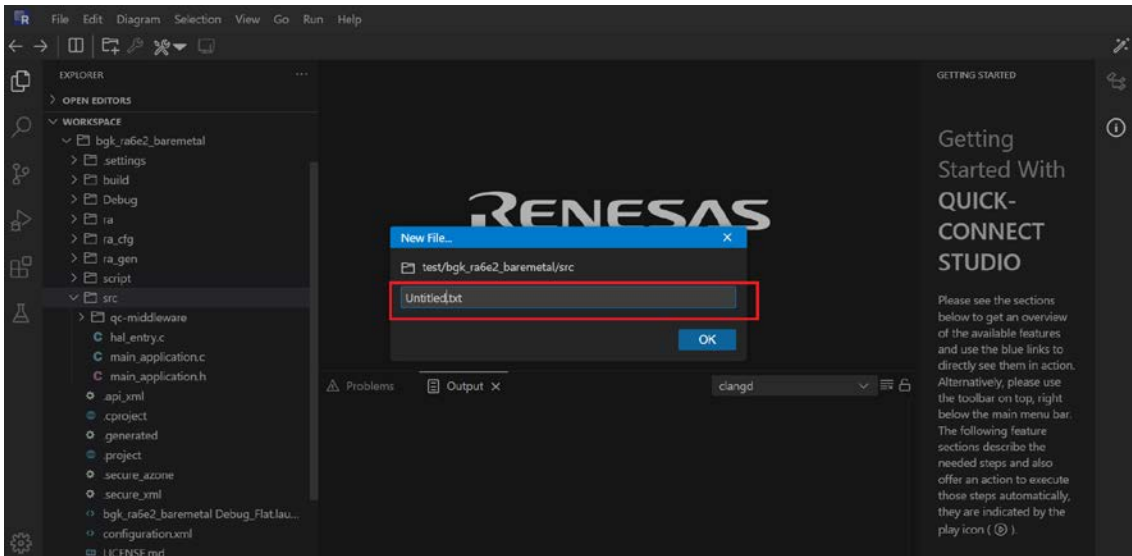 File Edit Diagram Selection View Go Run Help
EXPLORER
GETTING STARTED
OPEN EDITORS
WORKSPACE
bgk_ra6e2_baremetal
.settings
build
Debug
ra
ra_cfg
ra_gen
script
src
qc-middleware
C hal_entry.c
C main_application.c
C main_application.h
.api_xml
.cproject
.generated
.project
.secure_azone
.secure_xml
bgk_ra6e2_baremetal Debug_Flat.lau...
configuration.xml
LICENSE.md
RENESAS
New File...
test/bgk_ra6e2_baremetal/src
Untitled.txt
OK
Problems
Output
clangd
Getting
Started With
QUICK-
CONNECT
STUDIO
Please see the sections
below to get an overview
of the available features
and use the blue links to
directly see them in action.
Alternatively, please use
the toolbar on top, right
below the main menu bar.
The following feature
sections describe the
needed steps and also
offer an action to execute
those steps automatically,
they are indicated by the
play icon ( ).